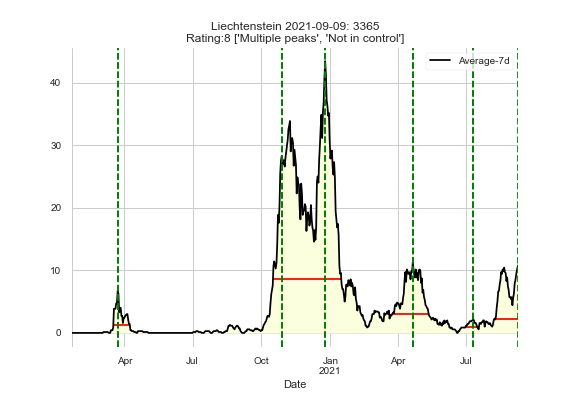 Liechtenstein 2021-09-09: 3365
Rating:8 ['Multiple peaks', 'Not in control']
Average-7d
40
30
20
10
0
Apr
Jul
Oct
Jan
2021
Apr
Jul
Date